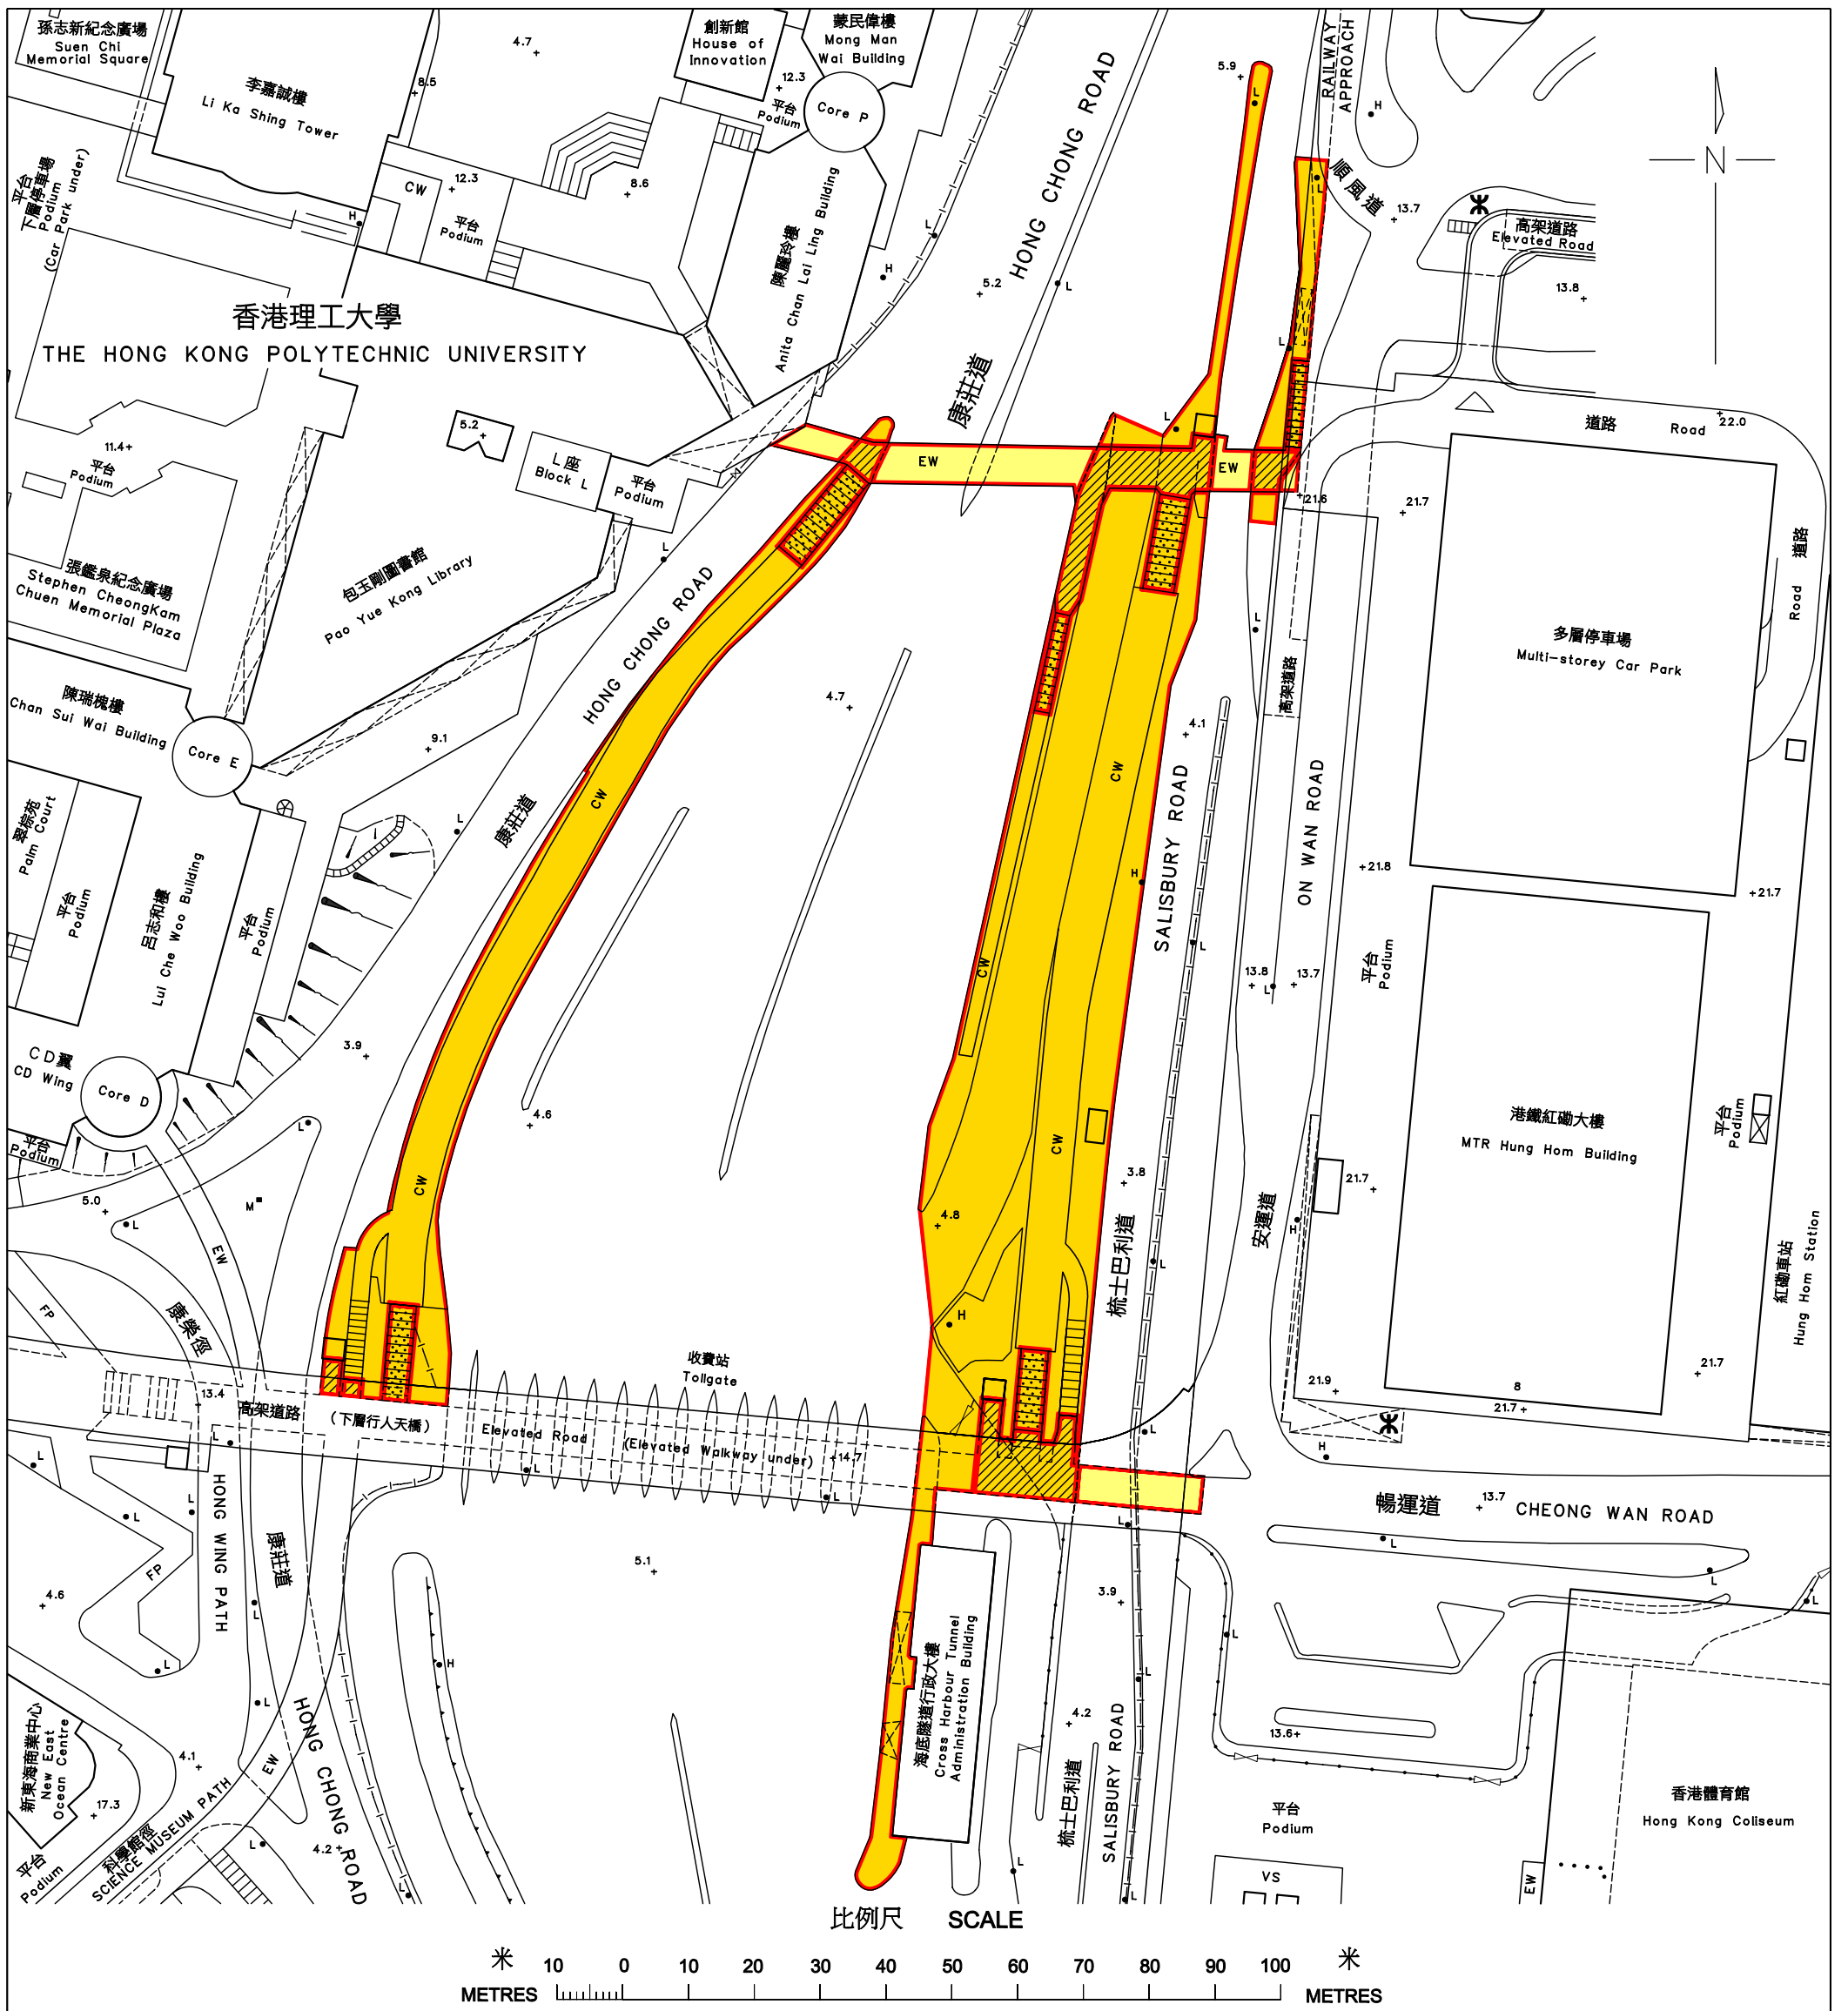 孫志新紀念廣場
Suen Chi
Memorial Square
李嘉誠樓
Li Ka Shing Tower
4.7
8.5
創新館
House of
Innovation
蒙民偉樓
Mong Man
Wai Building
12.3
平台
Podium
Core P
HONG CHONG ROAD
5.9
L
RAILWAY
APPROACH
H
N
順風道
L
13.7
高架道路
Elevated Road
13.8
平台
下層停車場
Podium
(Car Park under)
H
CW
12.3
平台
Podium
8.6
陳麗玲樓
Anita Chan Lai Ling Building
L
H
5.2
L
L
香港理工大學
THE HONG KONG POLYTECHNIC UNIVERSITY
康莊道
L
道路
Road
22.0
5.2
11.4
平台
Podium
L座
Block L
平台
Podium
EW
EW
21.6
21.7
道路
Road
張鑑泉紀念廣場
Stephen CheongKam
Chuen Memorial Plaza
包玉剛圖書館
Pao Yue Kong Library
L
HONG CHONG ROAD
L
多層停車場
Multi-storey Car Park
高架道路
陳瑞槐樓
Chan Sui Wai Building
Core E
9.1
4.7
4.1
CW
CW
SALISBURY ROAD
ON WAN ROAD
康莊道
L
翠棕苑
Palm Court
平台
Podium
呂志和樓
Lui Che Woo Building
平台
Podium
H
21.8
21.7
L
CW
13.8
L
13.7
平台
Podium
3.9
CD翼
CD Wing
Core D
平台
Podium
L
4.6
CW
港鐵紅磡大樓
MTR Hung Hom Building
平台
Podium
5.0
L
M
CW
4.8
3.8
21.7
梳士巴利道
安運道
H
EW
L
紅磡車站
Hung Hom Station
FP
康榮徑
H
收費站
Tollgate
13.4
高架道路
(下層行人天橋)
Elevated Road
(Elevated Walkway under)
14.7
21.9
8
21.7
21.7
L
L
L
L
L
L
H
HONG WING PATH
康莊道
暢運道
13.7
CHEONG WAN ROAD
L
L
L
L
FP
4.6
5.1
3.9
L
L
L
L
H
海底隧道行政大樓
Cross Harbour Tunnel
Administration Building
L
L
新東海商業中心
New East
Ocean Centre
17.3
4.1
L
EW
HONG CHONG ROAD
4.2
SALISBURY ROAD
梳士巴利道
13.6
香港體育館
Hong Kong Coliseum
平台
Podium
科學館徑
SCIENCE MUSEUM PATH
L
4.2
L
平台
Podium
L
L
VS
EW
比例尺 SCALE
米 10 0 10 20 30 40 50 60 70 80 90 100 米
METRES METRES